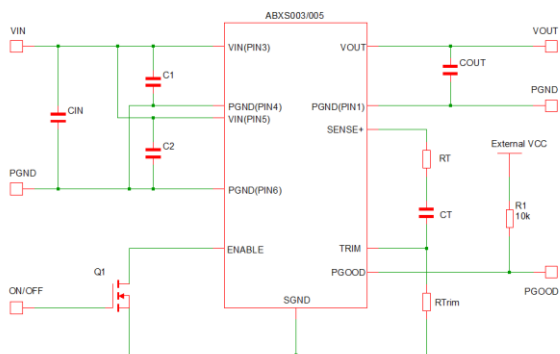 ABXS003/005
VIN
VIN(PIN3)
VOUT
VOUT
C1
COUT
CIN
PGND(PIN4)
PGND(PIN1)
PGND
VIN(PIN5)
SENSE+
C2
RT
External VCC
PGND
PGND(PIN6)
R1
10k
CT
ENABLE
TRIM
Q1
PGOOD
ON/OFF
PGOOD
SGND
RTrim